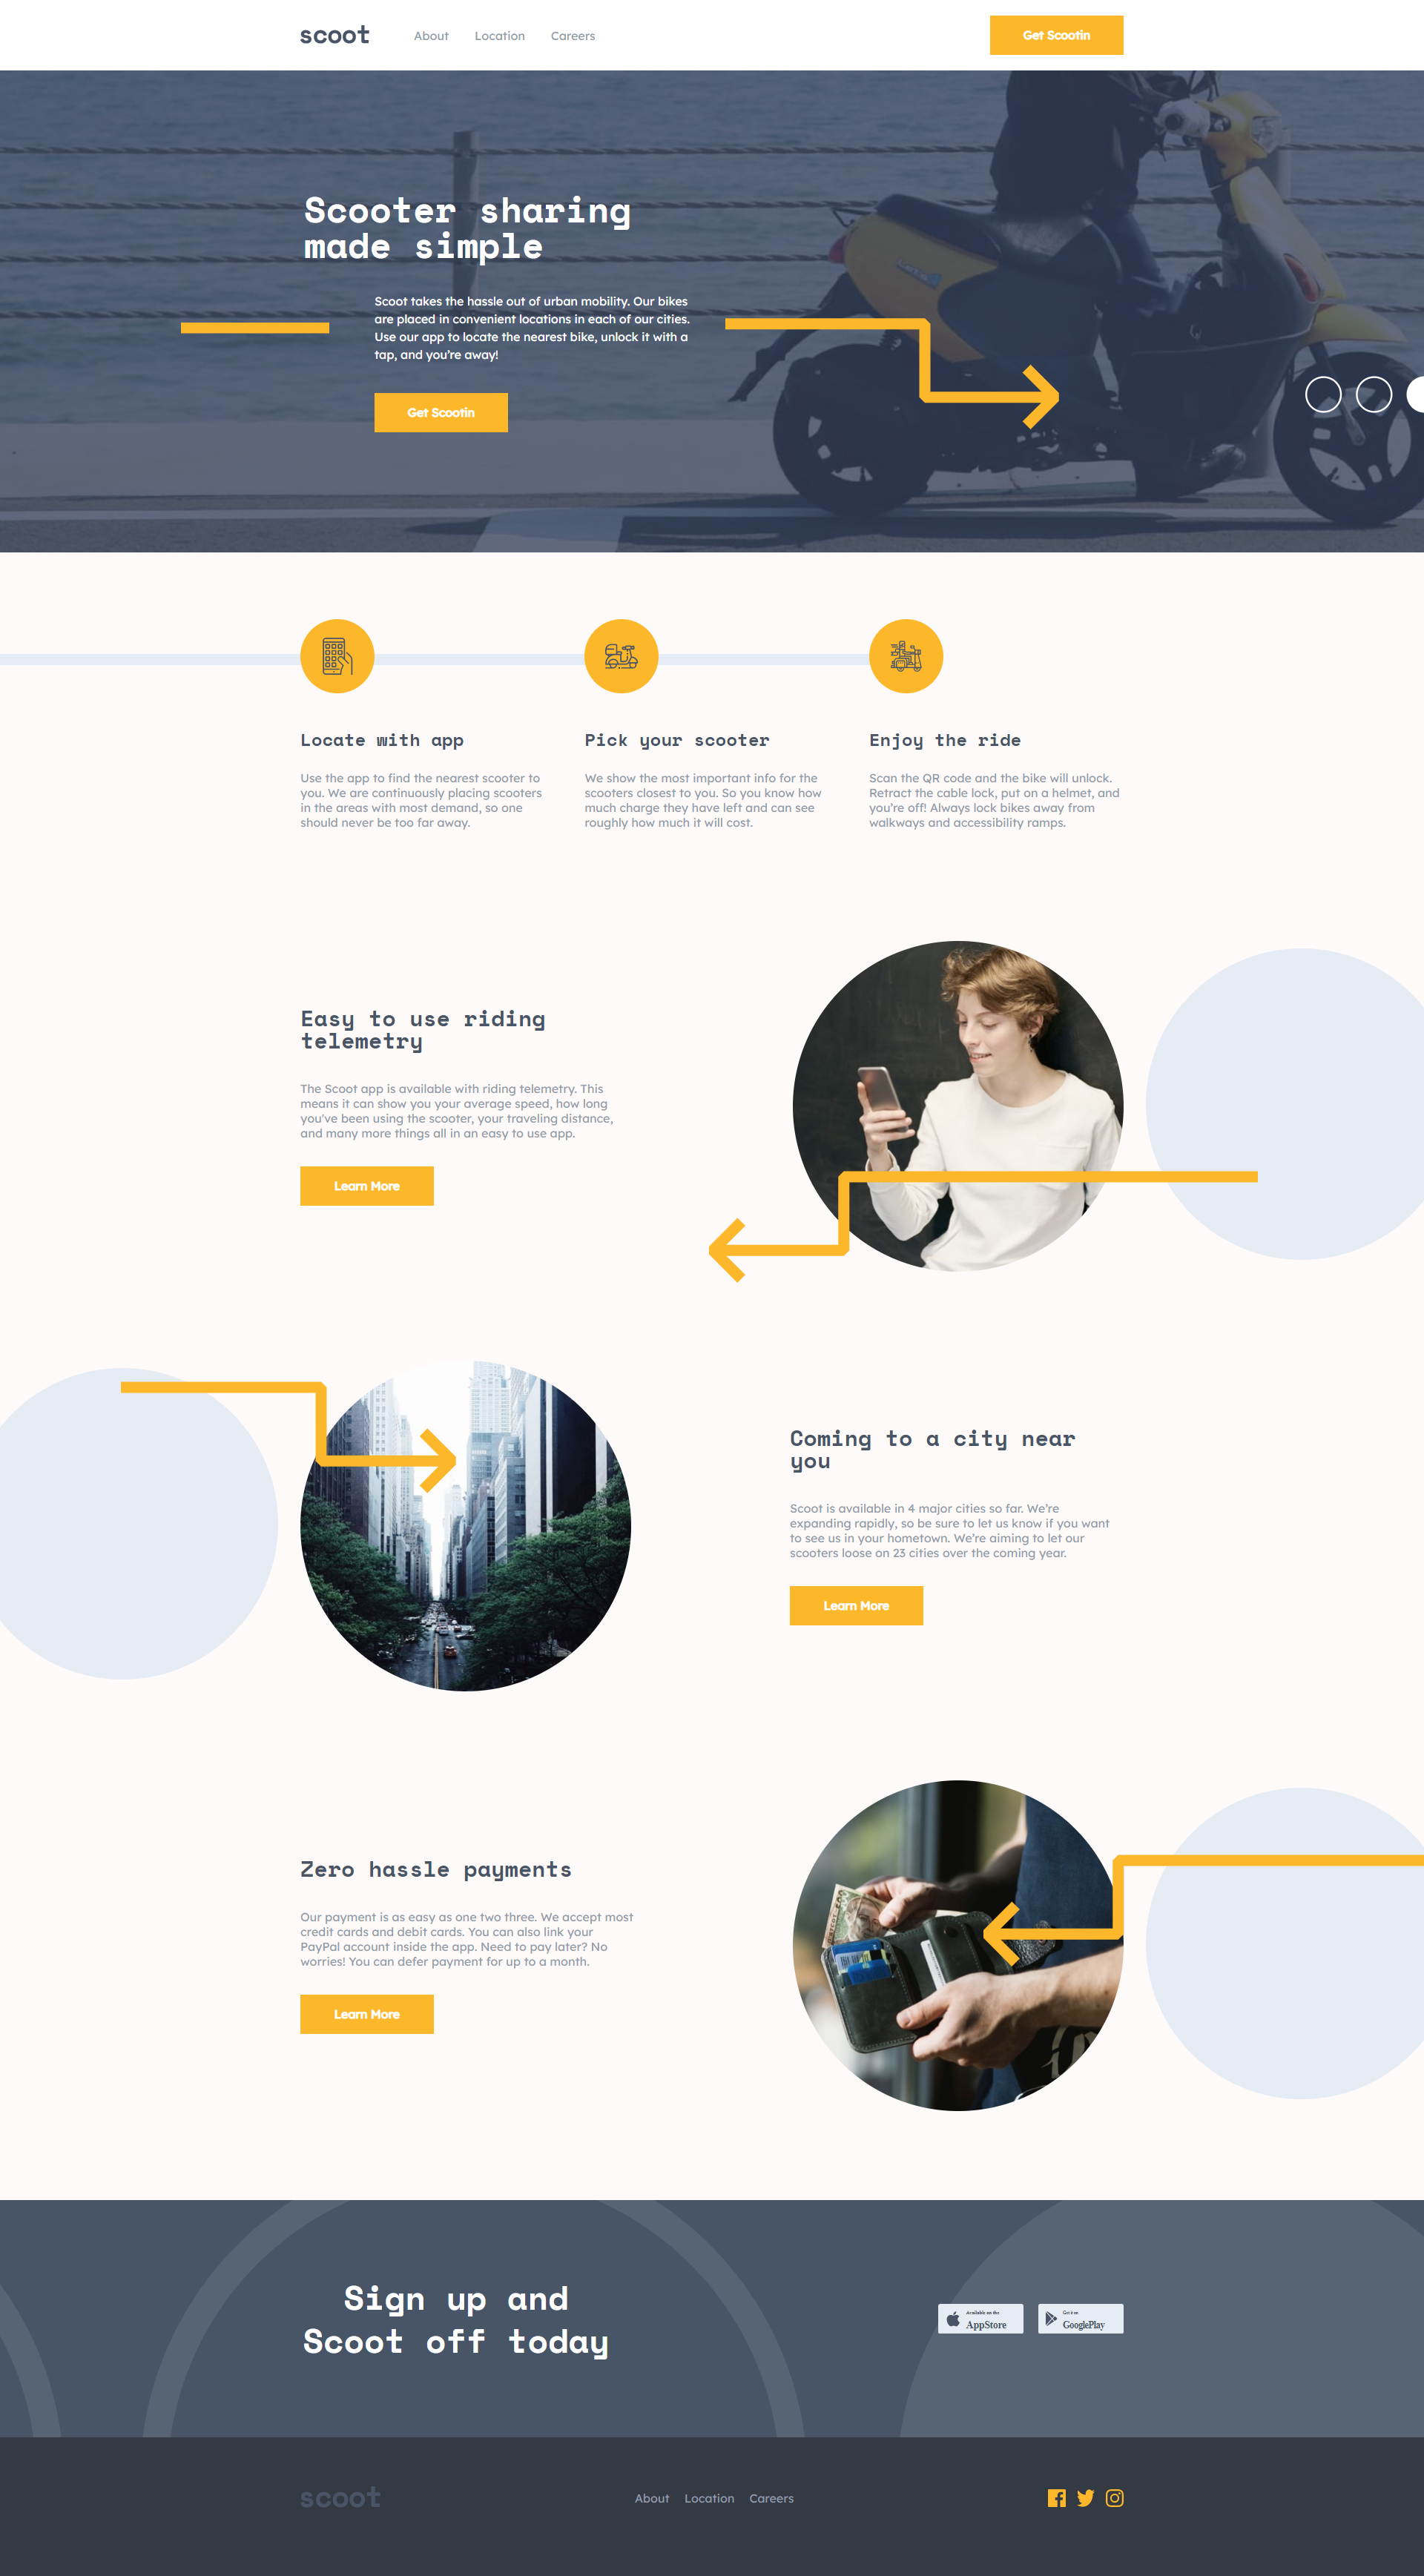 scoot
About Location Careers
Get Scootin
Scooter sharing
made simple
Scoot takes the hassle out of urban mobility. Our bikes
are placed in convenient locations in each of our cities.
Use our app to locate the nearest bike, unlock it with a
tap, and you're away!
Get Scootin
Locate with app
Use the app to find the nearest scooter to
you. We are continuously placing scooters
in the areas with most demand, so one
should never be too far away.
Pick your scooter
We show the most important info for the
scooters closest to you. So you know how
much charge they have left and can see
roughly how much it will cost.
Enjoy the ride
Scan the QR code and the bike will unlock.
Retract the cable lock, put on a helmet, and
you're off! Always lock bikes away from
walkways and accessibility ramps.
Easy to use riding
telemetry
The Scoot app is available with riding telemetry. This
means it can show you your average speed, how long
you've been using the scooter, your traveling distance,
and many more things all in an easy to use app.
Learn More
Coming to a city near
you
Scoot is available in 4 major cities so far. We're
expanding rapidly, so be sure to let us know if you want
to see us in your hometown. We're aiming to let our
scooters loose on 23 cities over the coming year.
Learn More
Zero hassle payments
Our payment is as easy as one two three. We accept most
credit cards and debit cards. You can also link your
PayPal account inside the app. Need to pay later? No
worries! You can defer payment for up to a month.
Learn More
Sign up and
Scoot off today
Available on the
AppStore
Get it on
GooglePlay
scoot
About Location Careers